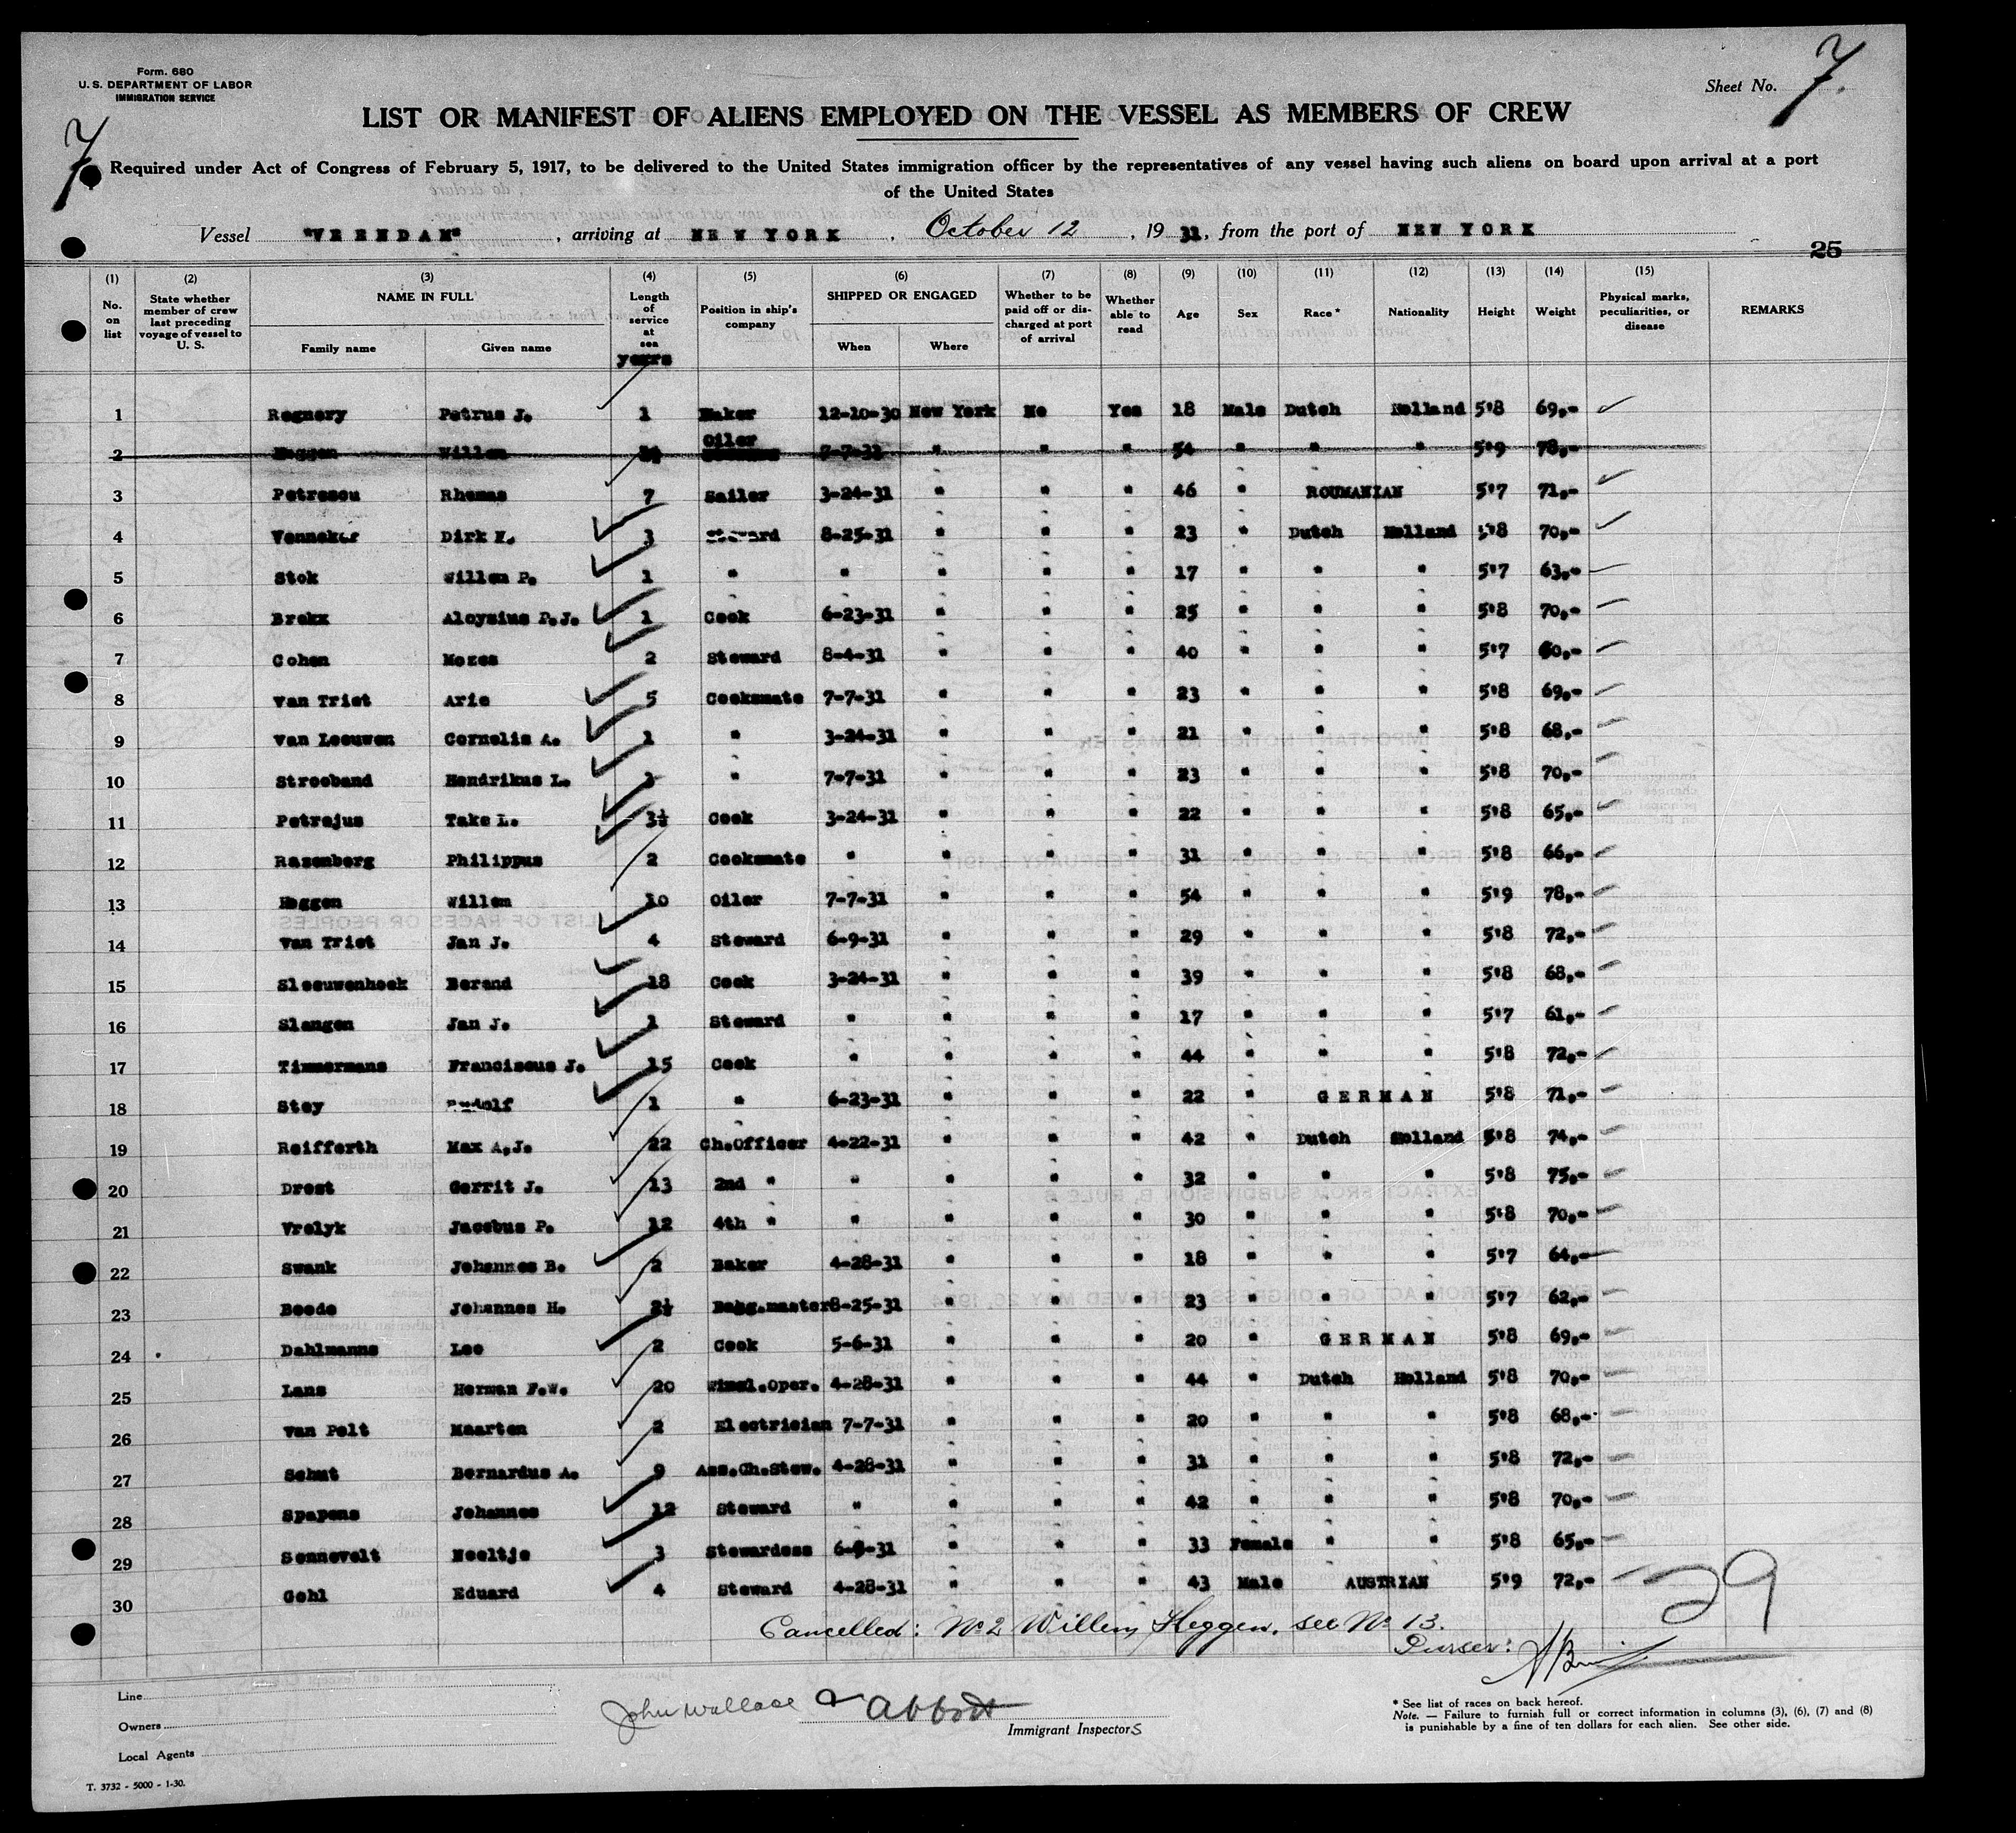 Form. 680
U. S. DEPARTMENT OF LABOR
IMMIGRATION SERVICE
Sheet No. 7.
7
LIST OR MANIFEST OF ALIENS EMPLOYED ON THE VESSEL AS MEMBERS OF CREW
Required under Act of Congress of February 5, 1917, to be delivered to the United States immigration officer by the representatives of any vessel having such aliens on board upon arrival at a port
of the United States
Vessel "VEENDAM", arriving at NEW YORK, October 12, 1931, from the port of NEW YORK
25
(1) (2) (3) (4) (5) (6) (7) (8) (9) (10) (11) (12) (13) (14) (15)
No. on list State whether member of crew last preceding voyage of vessel to U. S. NAME IN FULL Family name Given name Length of service at sea years Position in ship's company SHIPPED OR ENGAGED When Where Whether to be paid off or discharged at port of arrival Whether able to read Age Sex Race* Nationality Height Weight Physical marks, peculiarities, or disease REMARKS
1 Regnery Petrus J. 1 Baker 12-10-30 New York No Yes 18 Male Dutch Holland 5'8 69,-
2 Heggen Willem Oiler 7-7-31 " " " 54 " " " 5'9 78,-
3 Petrescu Rhemas 7 Sailor 3-24-31 " " " 46 " ROUMANIAN 5'7 71,-
4 Venneker Dirk H. 3 Steward 8-25-31 " " " 23 " Dutch Holland 5'8 70,-
5 Stok Willem P. 1 " " " " " 17 " " " 5'7 63,-
6 Brekx Aloysius P.J. 1 Cook 6-23-31 " " " 25 " " " 5'8 70,-
7 Cohen Mozes 2 Steward 8-4-31 " " " 40 " " " 5'7 60,-
8 van Triet Arie 5 Cooksmate 7-7-31 " " " 23 " " " 5'8 69,-
9 van Leeuwen Cornelis A. 1 " 3-24-31 " " " 21 " " " 5'8 68,-
10 Streeband Hendrikus L. " 7-7-31 " " " 23 " " " 5'8 70,-
11 Petrejus Take L. 3½ Cook 3-24-31 " " " 22 " " " 5'8 65,-
12 Razenberg Philippus 2 Cooksmate " " " " 31 " " " 5'8 66,-
13 Heggen Willem 10 Oiler 7-7-31 " " " 54 " " " 5'9 78,-
14 van Triet Jan J. 4 Steward 6-9-31 " " " 29 " " " 5'8 72,-
15 Sleeuwenhoek Berend 18 Cook 3-24-31 " " " 39 " " " 5'8 68,-
16 Slangen Jan J. 1 Steward " " " " 17 " " " 5'7 61,-
17 Timmermans Franciscus J. 15 Cook " " " " 44 " " " 5'8 72,-
18 Stey Rudolf 1 " 6-23-31 " " " 22 " GERMAN 5'8 71,-
19 Reifferth Max A.J. 22 Ch.Officer 4-22-31 " " " 42 " Dutch Holland 5'8 74,-
20 Drost Gerrit J. 13 2nd " " " " " 32 " " " 5'8 75,-
21 Vrolyk Jacobus P. 12 4th " " " " " 30 " " " 5'8 70,-
22 Swank Johannes B. 2 Baker 4-28-31 " " " 18 " " " 5'7 64,-
23 Beede Johannes H. 2½ Bagg.master 8-25-31 " " " 23 " " " 5'7 62,-
24 Dahlmanns Leo 2 Cook 5-6-31 " " " 20 " GERMAN 5'8 69,-
25 Lans Herman F.W. 20 Wirel.Oper. 4-28-31 " " " 44 " Dutch Holland 5'8 70,-
26 van Pelt Maarten 2 Electrician 7-7-31 " " " 20 " " " 5'8 68,-
27 Schut Bernardus A. 9 Ass.Ch.Stew. 4-28-31 " " " 31 " " " 5'8 72,-
28 Spapens Johannes 12 Steward " " " " 42 " " " 5'8 70,-
29 Sennevelt Neeltje 3 Stewardess 6-9-31 " " " 33 Female " " 5'8 65,-
30 Gohl Eduard 4 Steward 4-28-31 " " " 43 Male AUSTRIAN 5'9 72,-
29
Cancelled: No 2 Willem Heggen, see No 13.
Purser:
Line
Owners
Local Agents
John Wallace Abbott
Immigrant Inspectors
* See list of races on back hereof.
Note. — Failure to furnish full or correct information in columns (3), (6), (7) and (8)
is punishable by a fine of ten dollars for each alien. See other side.
T. 3732 - 5000 - 1-30.